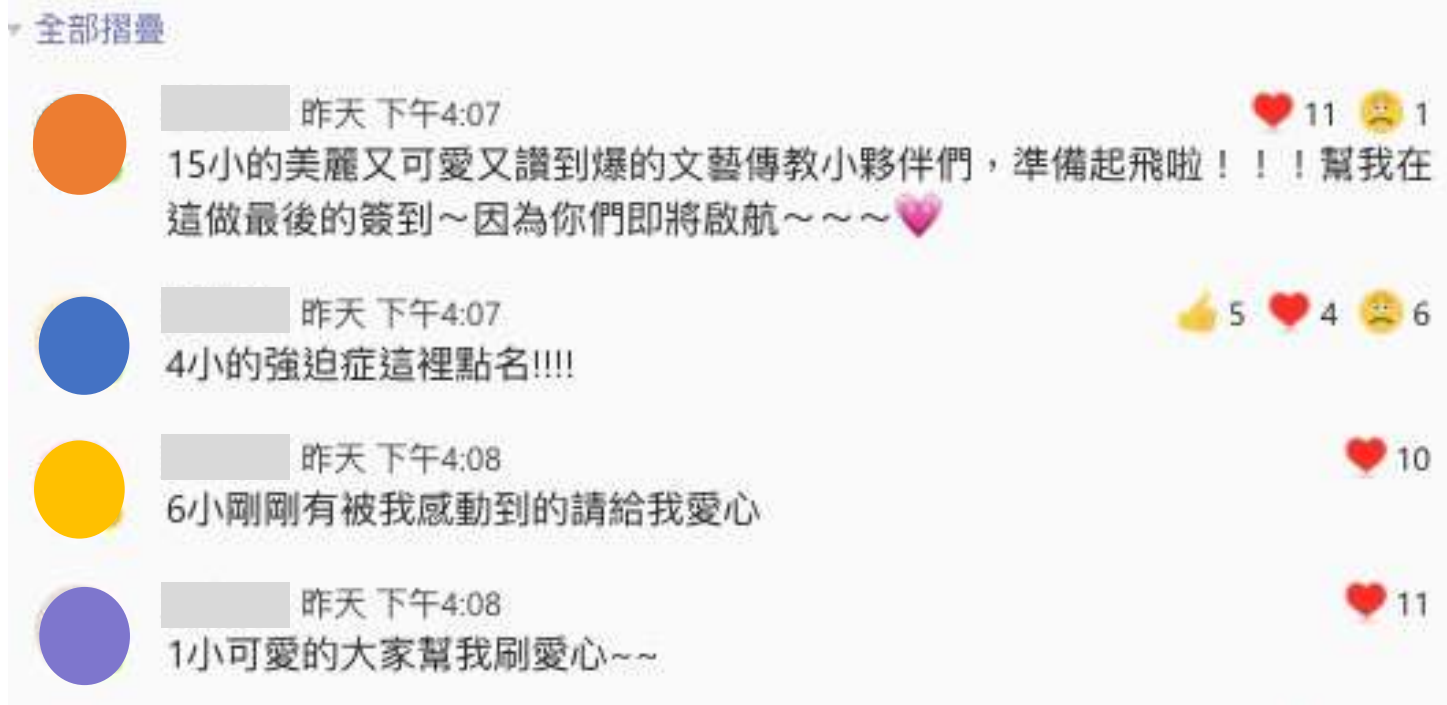 全部摺疊
昨天 下午4:07
11
1
15小的美麗又可愛又讚到爆的文藝傳教小夥伴們，準備起飛啦！！！幫我在
這做最後的簽到～因為你們即將啟航～～～
昨天 下午4:07
5
4
6
4小的強迫症這裡點名!!!!
昨天 下午4:08
10
6小剛剛有被我感動到的請給我愛心
昨天 下午4:08
11
1小可愛的大家幫我刷愛心~~